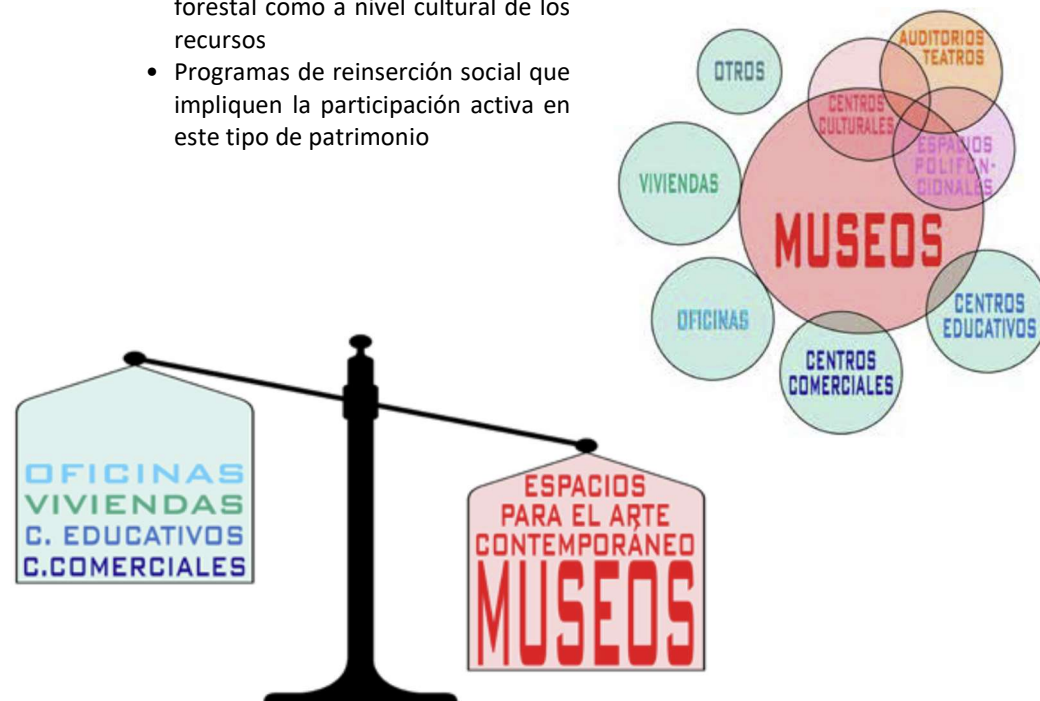 forestal como a nivel cultural de los
recursos
• Programas de reinserción social que
impliquen la participación activa en
este tipo de patrimonio
AUDITORIOS
TEATROS
OTROS
CENTROS
CULTURALES
ESPACIOS
POLIFUN-
CIONALES
VIVIENDAS
MUSEOS
OFICINAS
CENTROS
EDUCATIVOS
CENTROS
COMERCIALES
OFICINAS
VIVIENDAS
C. EDUCATIVOS
C.COMERCIALES
ESPACIOS
PARA EL ARTE
CONTEMPORÁNEO
MUSEOS